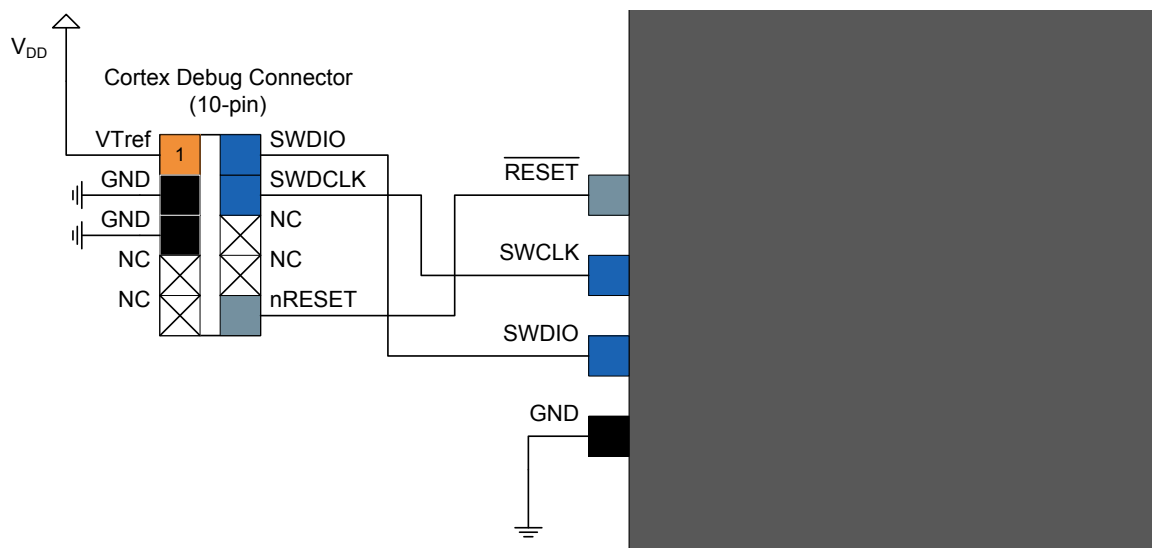 V_DD
Cortex Debug Connector
(10-pin)
VTref 1 SWDIO
GND SWDCLK
GND NC
NC NC
NC nRESET
RESET
SWCLK
SWDIO
GND